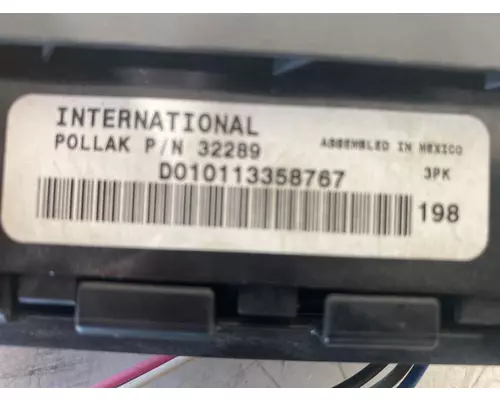 INTERNATIONAL
POLLAK P/N 32289
ASSEMBLED IN MEXICO
D010113358767
3PK
198